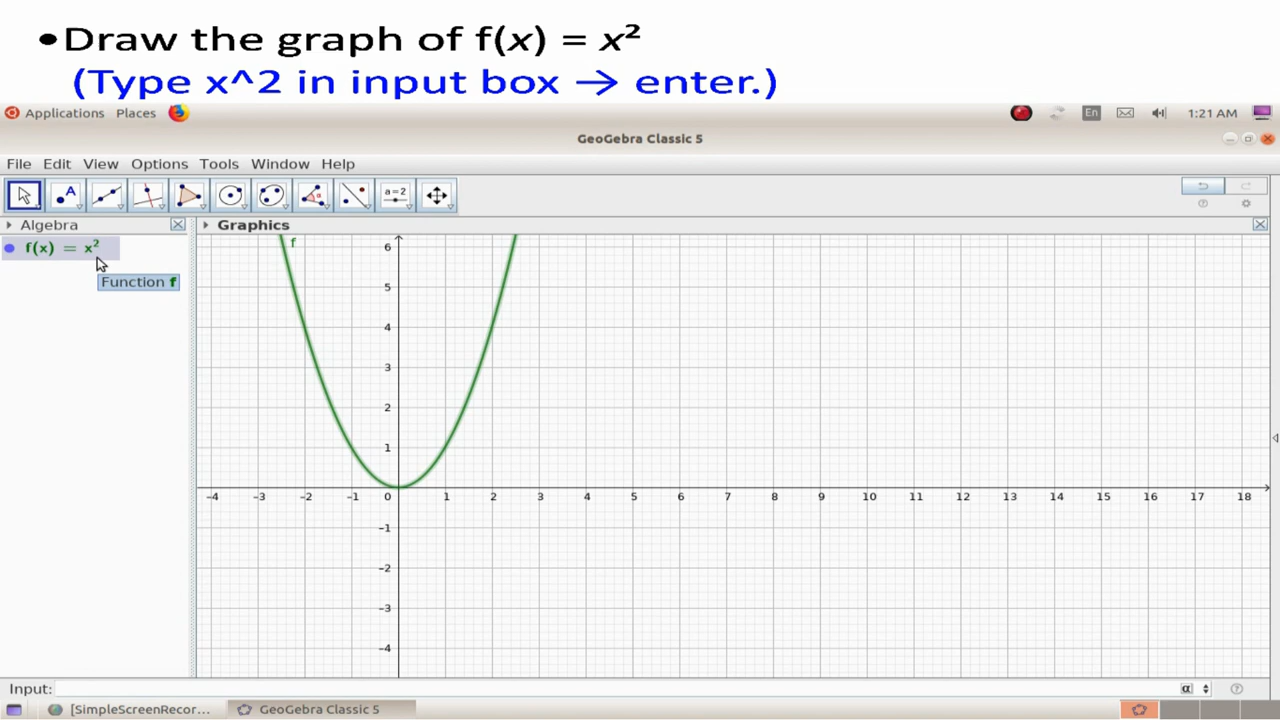 •Draw the graph of f(x) = x²
(Type x^2 in input box → enter.)
Applications Places En 1:21 AM
GeoGebra Classic 5
File Edit View Options Tools Window Help
A a=2
Algebra Graphics
f(x) = x²
Function f
f
6
5
4
3
2
1
-4 -3 -2 -1 0 1 2 3 4 5 6 7 8 9 10 11 12 13 14 15 16 17 18
-1
-2
-3
-4
Input: α
[SimpleScreenRecor... GeoGebra Classic 5